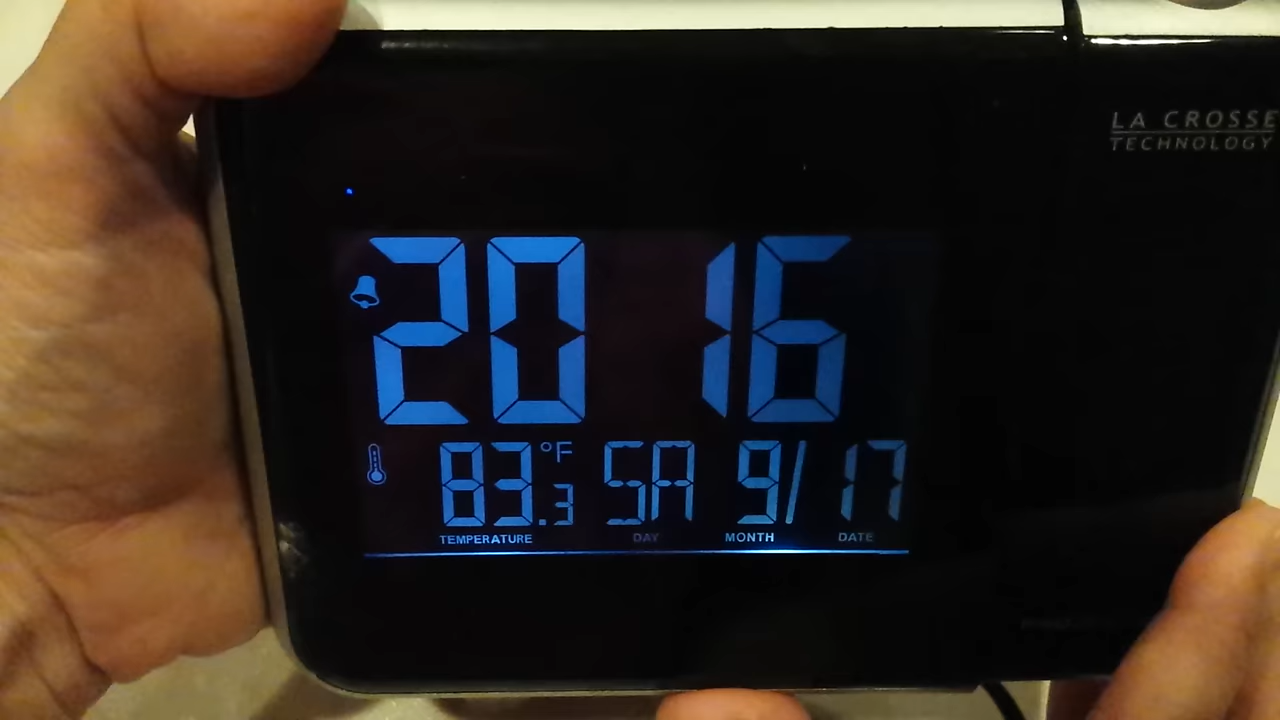 LA CROSSE
TECHNOLOGY
20 16
83.3 °F SA 9/17
TEMPERATURE DAY MONTH DATE